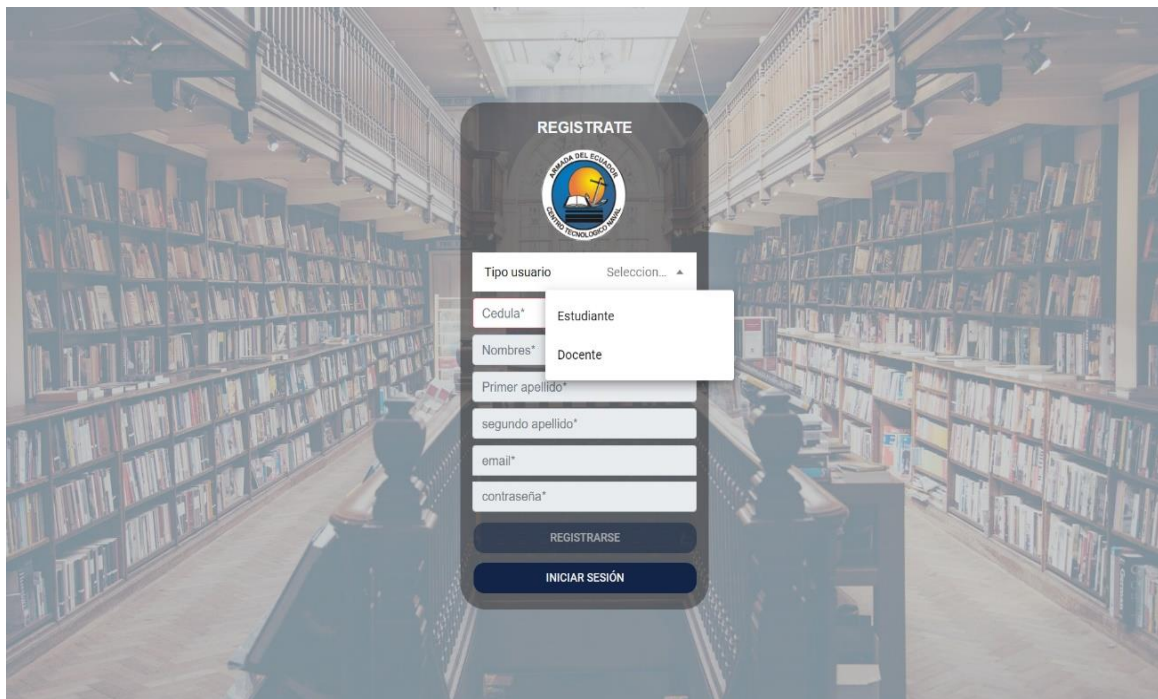 REGISTRATE
ARMADA DEL ECUADOR
CENTRO TECNOLOGICO NAVAL
Tipo usuario Seleccion...
Cedula*
Estudiante
Nombres*
Docente
Primer apellido*
segundo apellido*
email*
contraseña*
REGISTRARSE
INICIAR SESIÓN